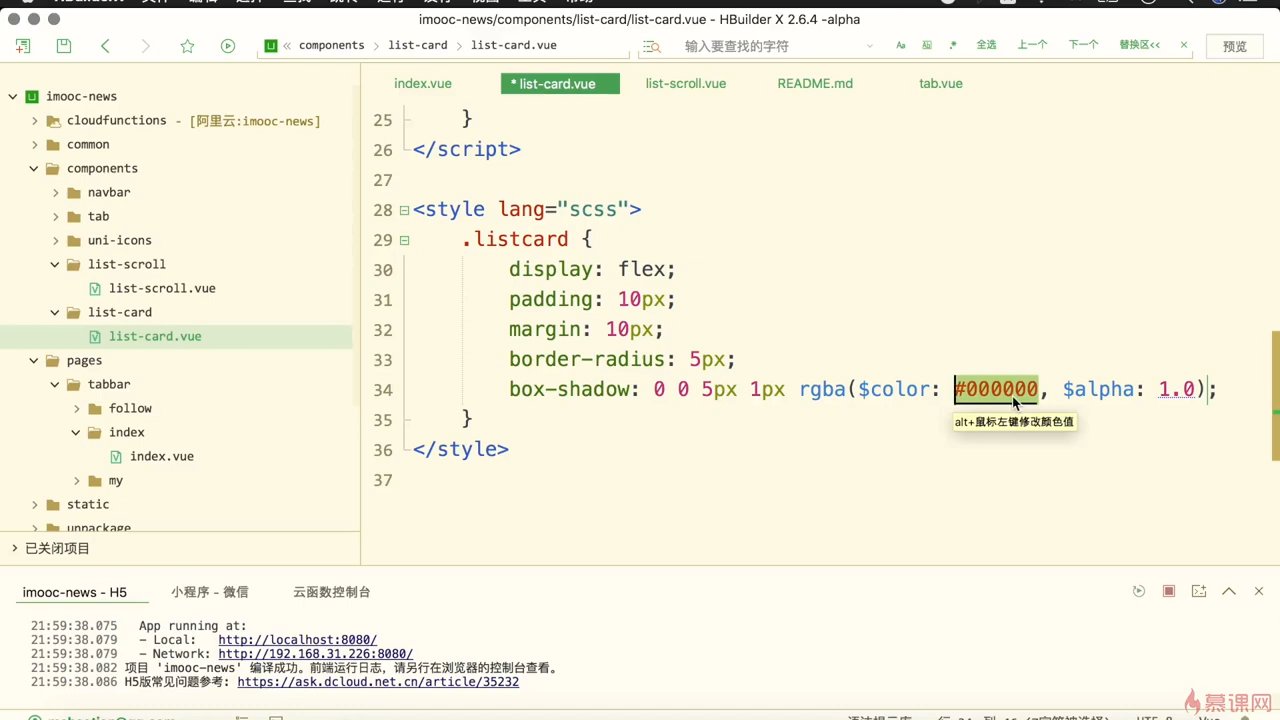 imooc-news/components/list-card/list-card.vue - HBuilder X 2.6.4 -alpha
components > list-card > list-card.vue
输入要查找的字符
Aa
.*
全选
上一个
下一个
替换区<<
预览
imooc-news
cloudfunctions - [阿里云:imooc-news]
common
components
navbar
tab
uni-icons
list-scroll
list-scroll.vue
list-card
list-card.vue
pages
tabbar
follow
index
index.vue
my
static
unpackage
已关闭项目
index.vue
* list-card.vue
list-scroll.vue
README.md
tab.vue
25 }
26 </script>
27
28 <style lang="scss">
29 .listcard {
30 display: flex;
31 padding: 10px;
32 margin: 10px;
33 border-radius: 5px;
34 box-shadow: 0 0 5px 1px rgba($color: #000000, $alpha: 1.0);
alt+鼠标左键修改颜色值
35 }
36 </style>
37
imooc-news - H5
小程序 - 微信
云函数控制台
21:59:38.075 App running at:
21:59:38.079 - Local: http://localhost:8080/
21:59:38.079 - Network: http://192.168.31.226:8080/
21:59:38.082 项目 'imooc-news' 编译成功。前端运行日志，请另行在浏览器的控制台查看。
21:59:38.086 H5版常见问题参考: https://ask.dcloud.net.cn/article/35232
慕课网